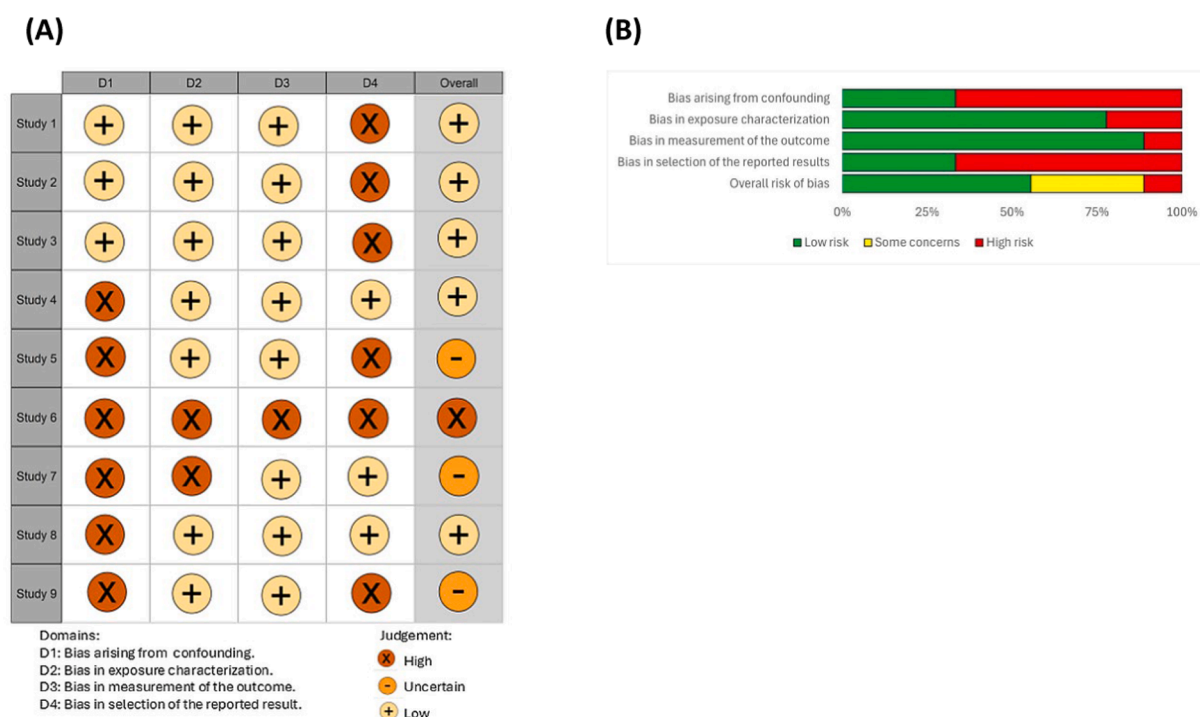 (A)
D1 D2 D3 D4 Overall
Study 1 + + + X +
Study 2 + + + X +
Study 3 + + + X +
Study 4 X + + + +
Study 5 X + + X -
Study 6 X X X X X
Study 7 X X + + -
Study 8 X + + + +
Study 9 X + + X -
Domains:
D1: Bias arising from confounding.
D2: Bias in exposure characterization.
D3: Bias in measurement of the outcome.
D4: Bias in selection of the reported result.
Judgement:
X High
- Uncertain
+ Low
(B)
Bias arising from confounding
Bias in exposure characterization
Bias in measurement of the outcome
Bias in selection of the reported results
Overall risk of bias
0% 25% 50% 75% 100%
Low risk Some concerns High risk